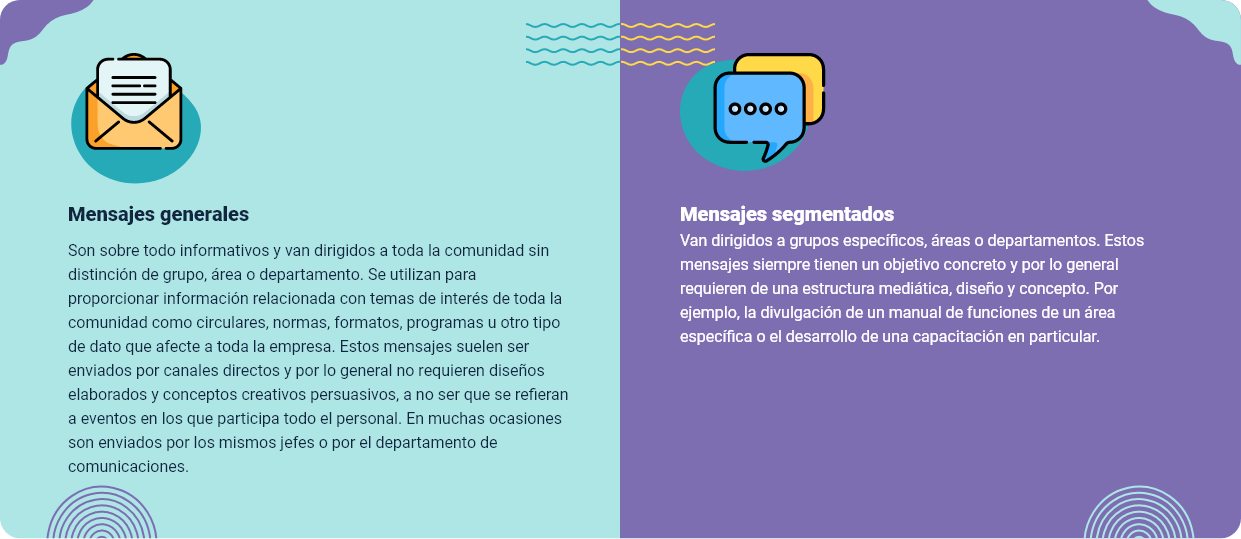 Mensajes generales
Son sobre todo informativos y van dirigidos a toda la comunidad sin
distinción de grupo, área o departamento. Se utilizan para
proporcionar información relacionada con temas de interés de toda la
comunidad como circulares, normas, formatos, programas u otro tipo
de dato que afecte a toda la empresa. Estos mensajes suelen ser
enviados por canales directos y por lo general no requieren diseños
elaborados y conceptos creativos persuasivos, a no ser que se refieran
a eventos en los que participa todo el personal. En muchas ocasiones
son enviados por los mismos jefes o por el departamento de
comunicaciones.
Mensajes segmentados
Van dirigidos a grupos específicos, áreas o departamentos. Estos
mensajes siempre tienen un objetivo concreto y por lo general
requieren de una estructura mediática, diseño y concepto. Por
ejemplo, la divulgación de un manual de funciones de un área
específica o el desarrollo de una capacitación en particular.